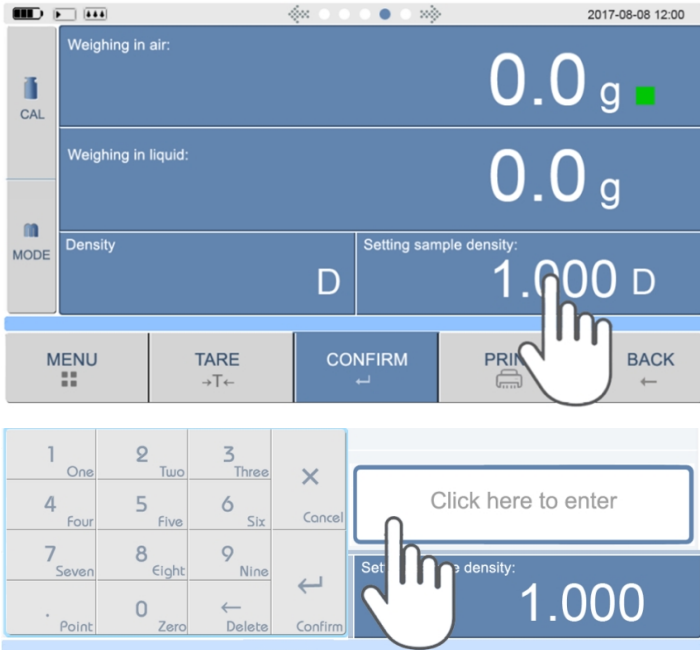 2017-08-08 12:00
Weighing in air:
0.0 g
CAL
Weighing in liquid:
0.0 g
MODE
Density
D
Setting sample density:
1.000 D
MENU
TARE
→T←
CONFIRM
BACK
1 One
2 Two
3 Three
Cancel
4 Four
5 Five
6 Six
7 Seven
8 Eight
9 Nine
. Point
0 Zero
Delete
Confirm
Click here to enter
density:
1.000